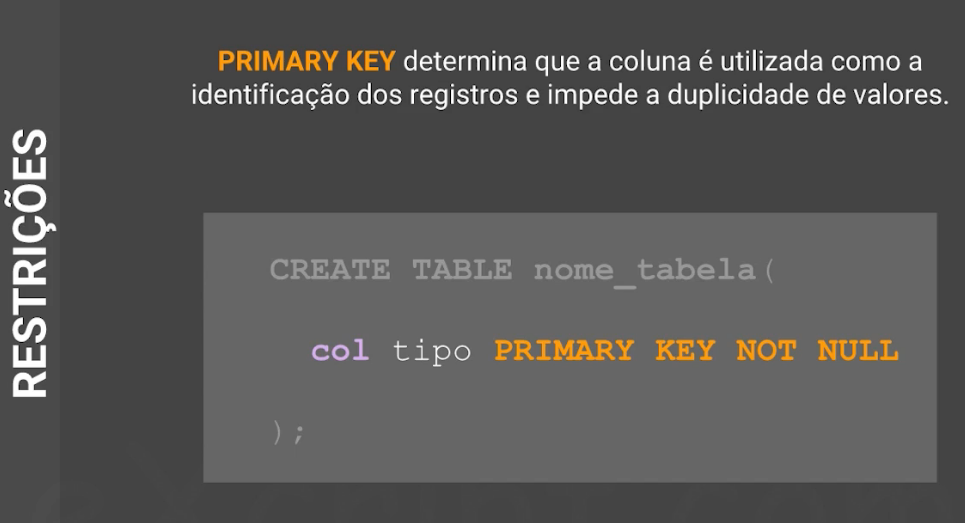 RESTRIÇÕES
PRIMARY KEY determina que a coluna é utilizada como a
identificação dos registros e impede a duplicidade de valores.
CREATE TABLE nome_tabela(
col tipo PRIMARY KEY NOT NULL
);